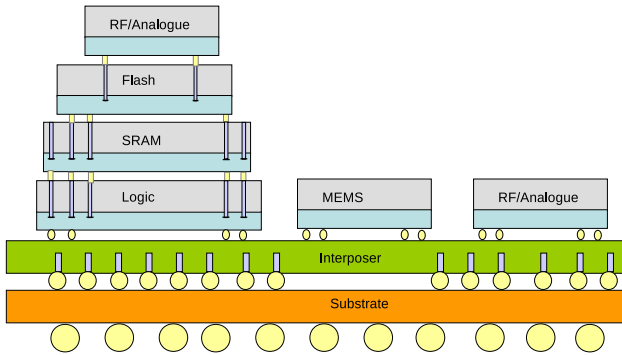 RF/Analogue
Flash
SRAM
Logic
MEMS
RF/Analogue
Interposer
Substrate